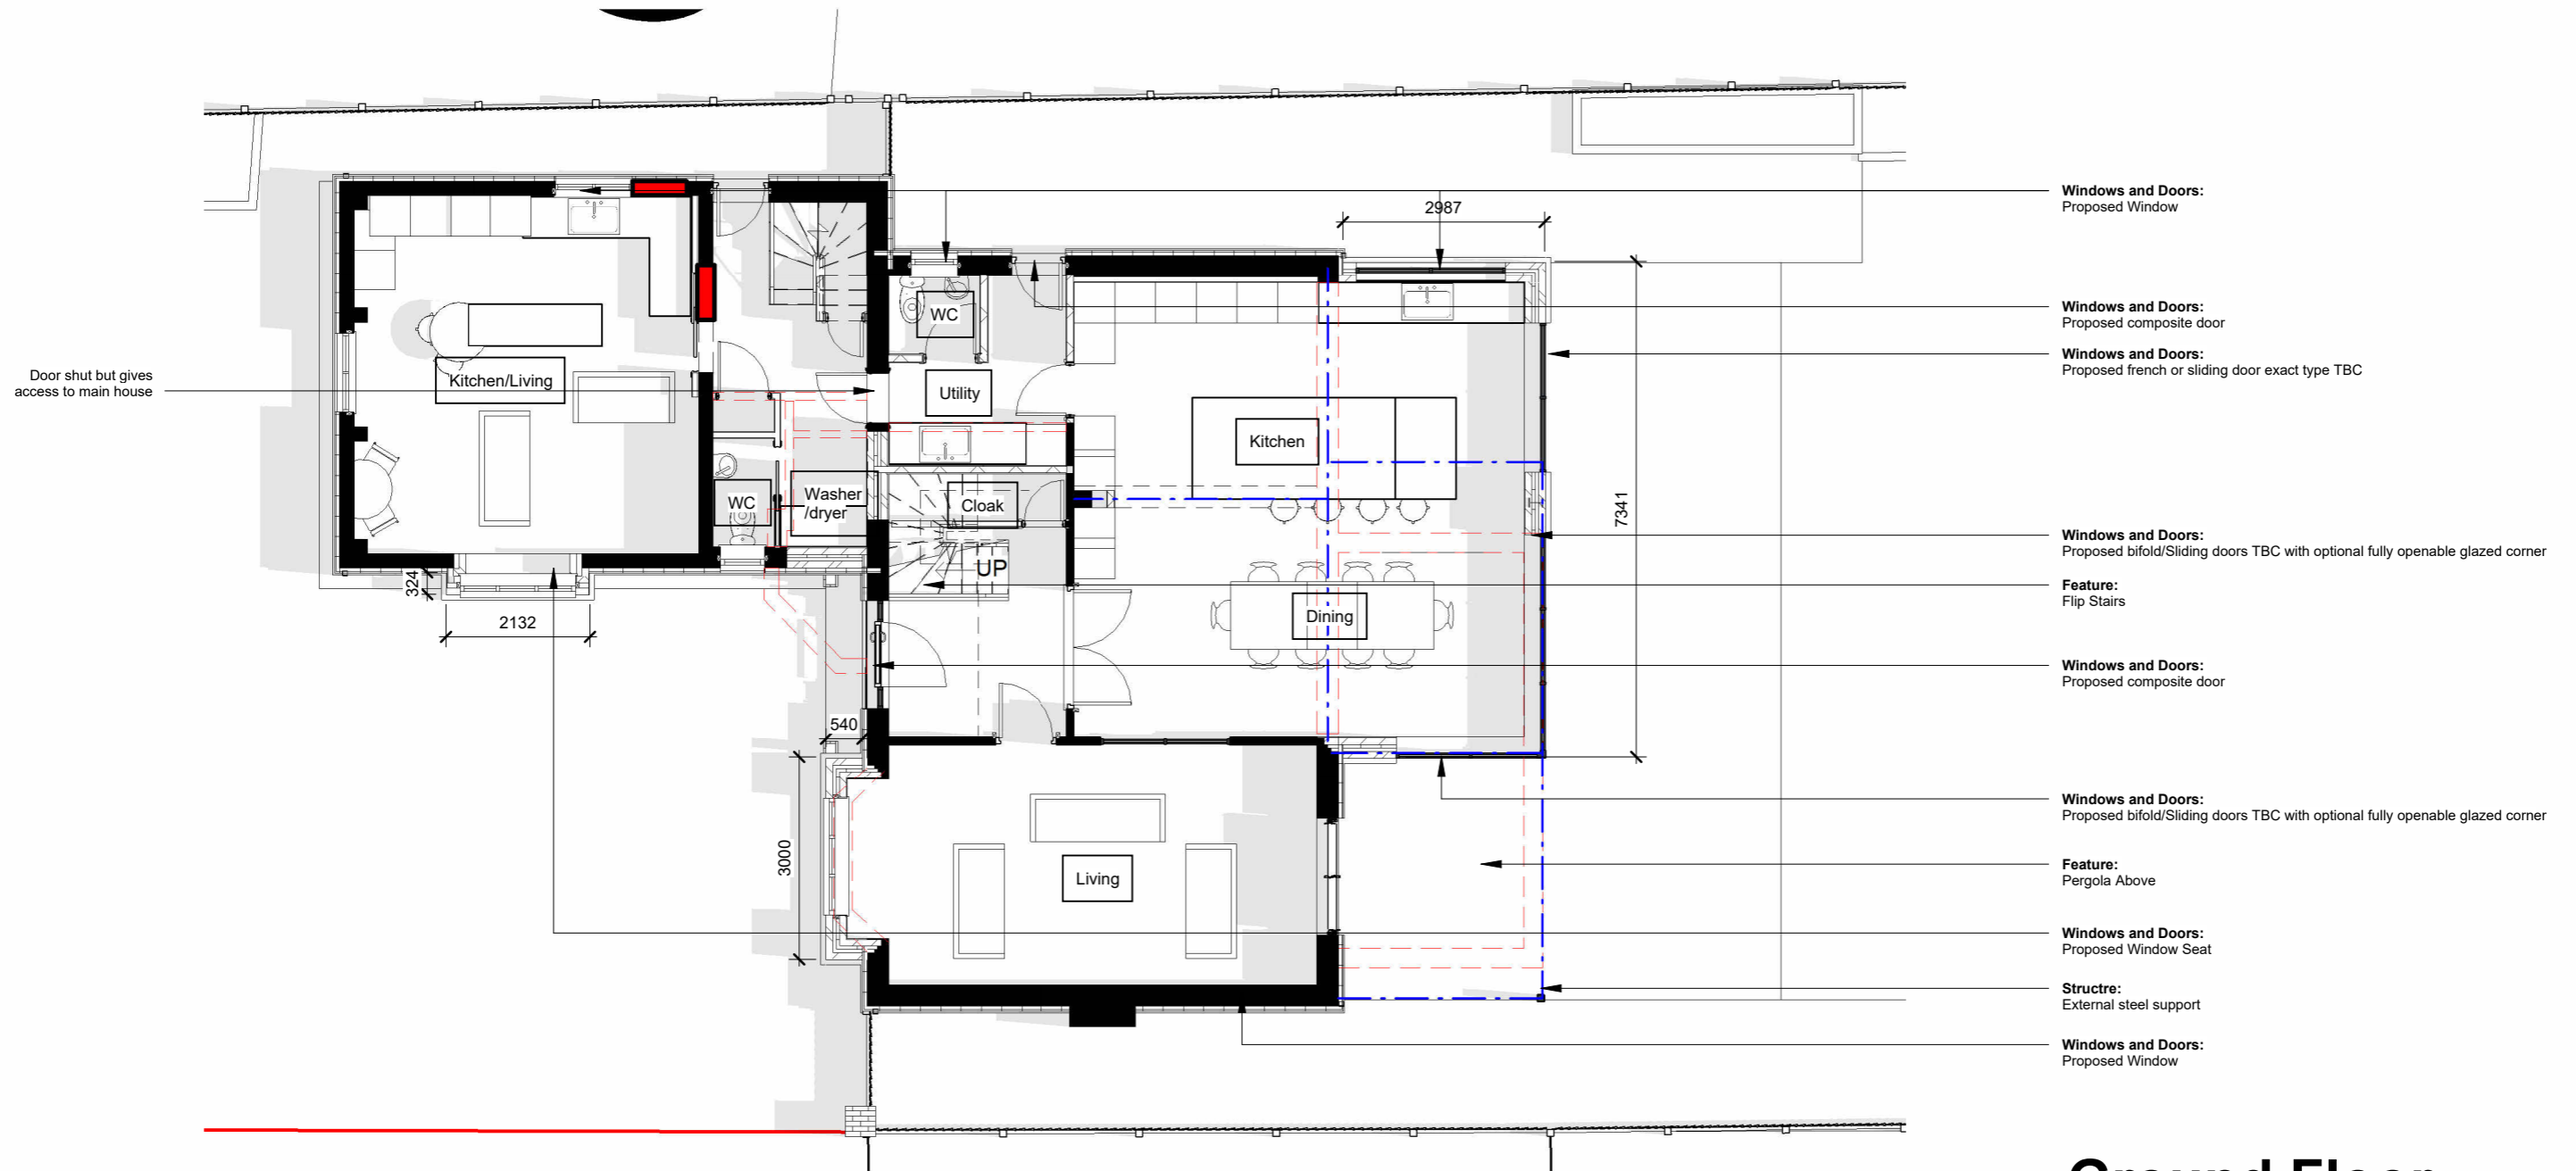 Windows and Doors:
Proposed Window
2987
Windows and Doors:
Proposed composite door
WC
Windows and Doors:
Proposed french or sliding door exact type TBC
Door shut but gives
access to main house
Kitchen/Living
Utility
Kitchen
WC
Washer
/dryer
Cloak
7341
Windows and Doors:
Proposed bifold/Sliding doors TBC with optional fully openable glazed corner
UP
324
Feature:
Flip Stairs
2132
Dining
Windows and Doors:
Proposed composite door
540
Windows and Doors:
Proposed bifold/Sliding doors TBC with optional fully openable glazed corner
3000
Living
Feature:
Pergola Above
Windows and Doors:
Proposed Window Seat
Structre:
External steel support
Windows and Doors:
Proposed Window
Ground Floor